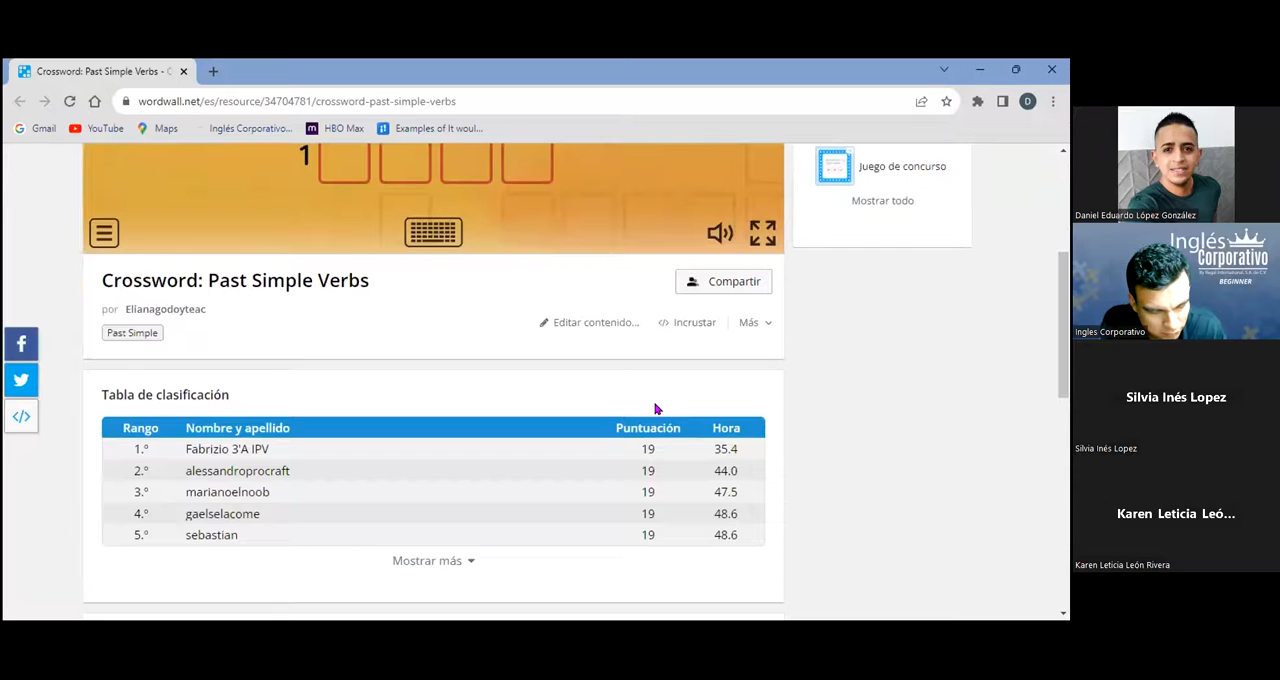 Crossword: Past Simple Verbs - C
wordwall.net/es/resource/34704781/crossword-past-simple-verbs
D
Gmail
YouTube
Maps
Inglés Corporativo...
HBO Max
Examples of It woul...
1
Juego de concurso
Mostrar todo
Crossword: Past Simple Verbs
Compartir
por Elianagodoyteac
Editar contenido...
Incrustar
Más
Past Simple
Tabla de clasificación
Rango Nombre y apellido Puntuación Hora
1.º Fabrizio 3'A IPV 19 35.4
2.º alessandroprocraft 19 44.0
3.º marianoelnoob 19 47.5
4.º gaelselacome 19 48.6
5.º sebastian 19 48.6
Mostrar más
Daniel Eduardo López González
Inglés
Corporativo
By Regal International, S.A. de C.V.
BEGINNER
Ingles Corporativo
Silvia Inés Lopez
Silvia Inés Lopez
Karen Leticia Leó...
Karen Leticia León Rivera